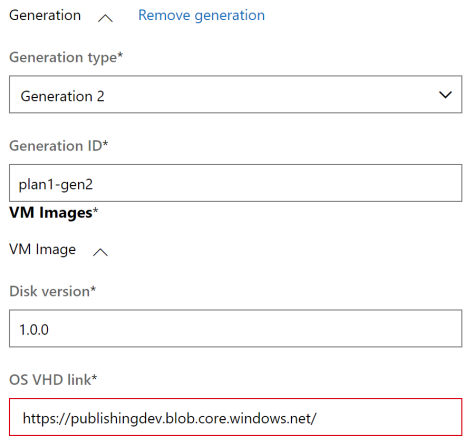 Generation Remove generation
Generation type*
Generation 2
Generation ID*
plan1-gen2
VM Images*
VM Image
Disk version*
1.0.0
OS VHD link*
https://publishingdev.blob.core.windows.net/